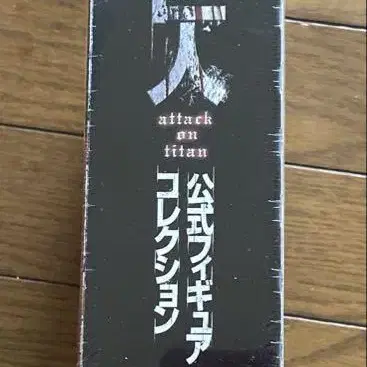 attack
on
titan
公式フィギュア
コレクション